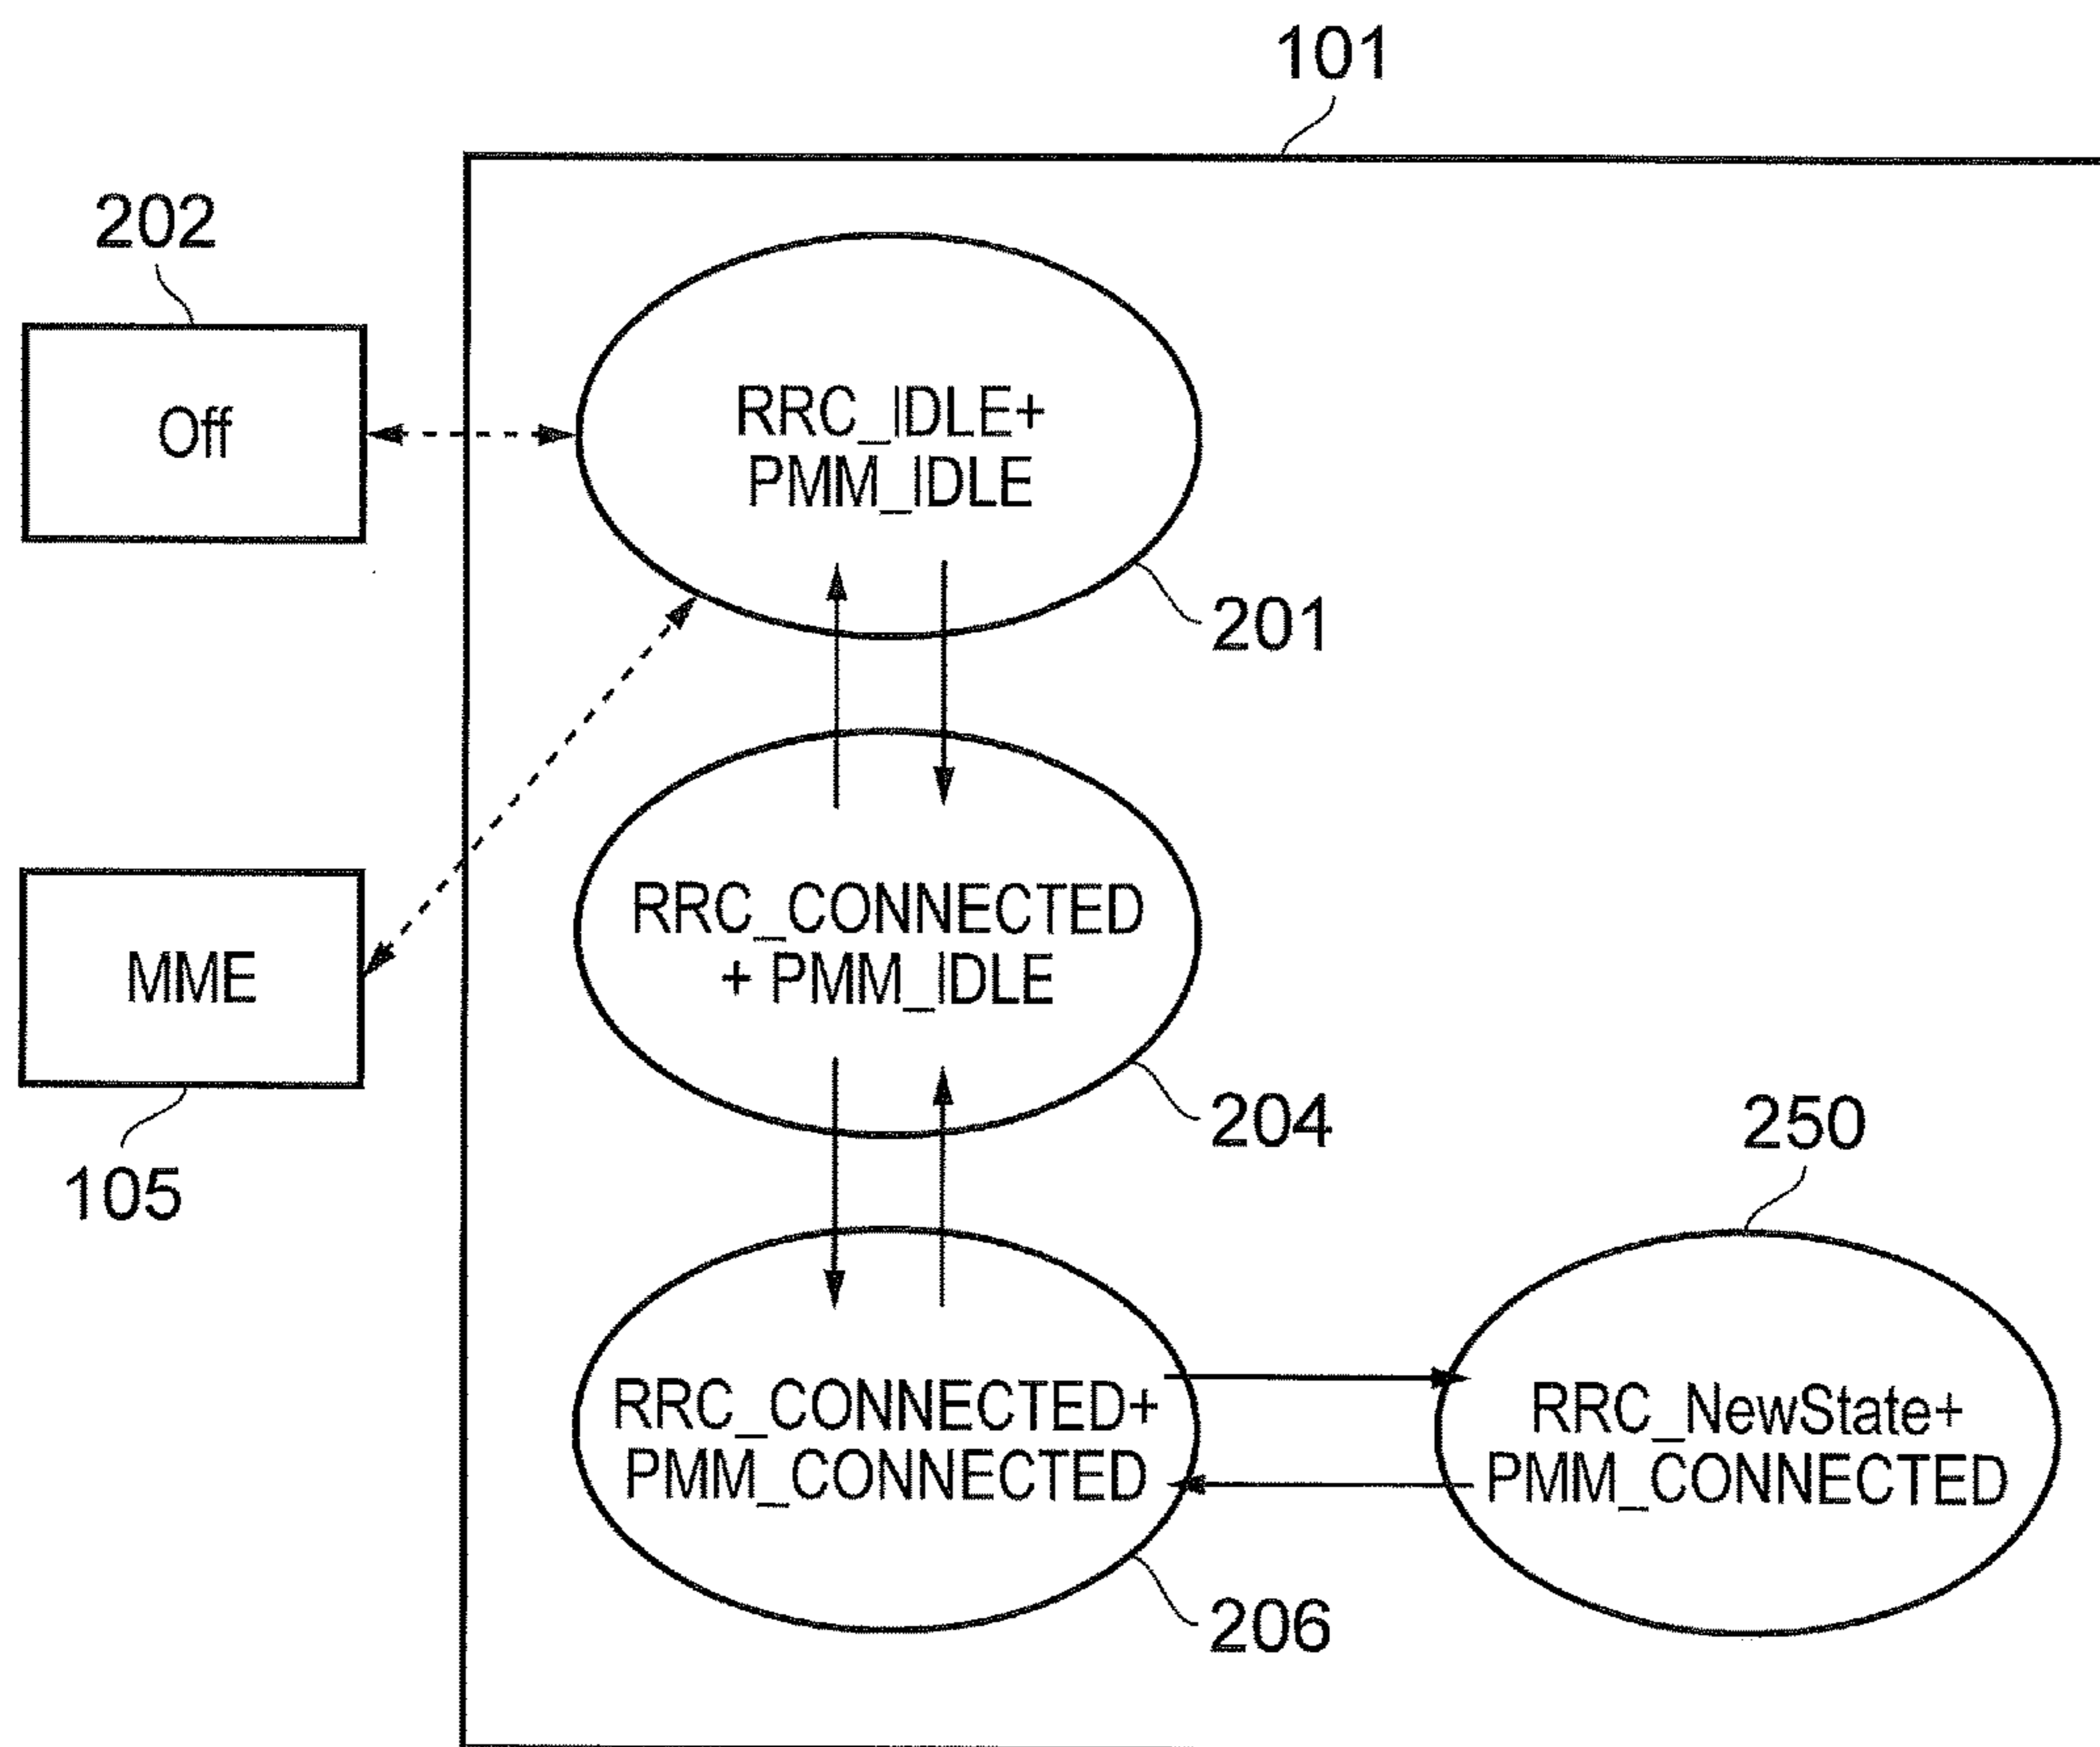 101
202
Off
RRC_IDLE+
PMM_IDLE
201
RRC_CONNECTED
+ PMM_IDLE
MME
204
105
250
RRC_CONNECTED+
PMM_CONNECTED
RRC_NewState+
PMM_CONNECTED
206